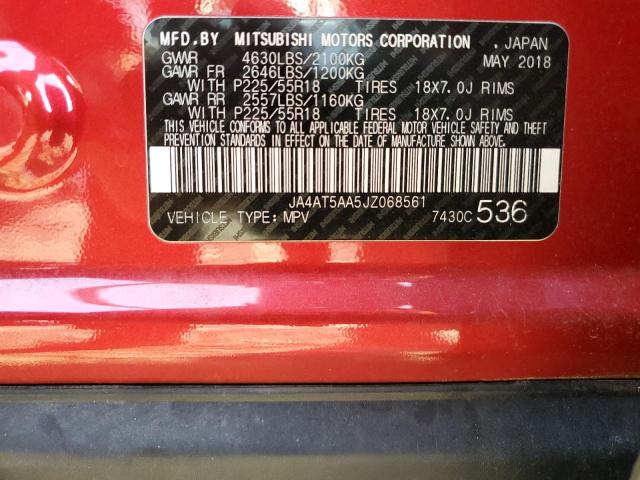 MFD.BY MITSUBISHI MOTORS CORPORATION . JAPAN
GVWR 4630LBS/2100KG MAY 2018
GAWR FR 2646LBS/1200KG
WITH P225/55R18 TIRES 18X7.0J RIMS
GAWR RR 2557LBS/1160KG
WITH P225/55R18 TIRES 18X7.0J RIMS
THIS VEHICLE CONFORMS TO ALL APPLICABLE FEDERAL MOTOR VEHICLE SAFETY AND THEFT
PREVENTION STANDARDS IN EFFECT ON THE DATE OF MANUFACTURE SHOWN ABOVE.
JA4AT5AA5JZ068561
VEHICLE TYPE: MPV 7430C 536